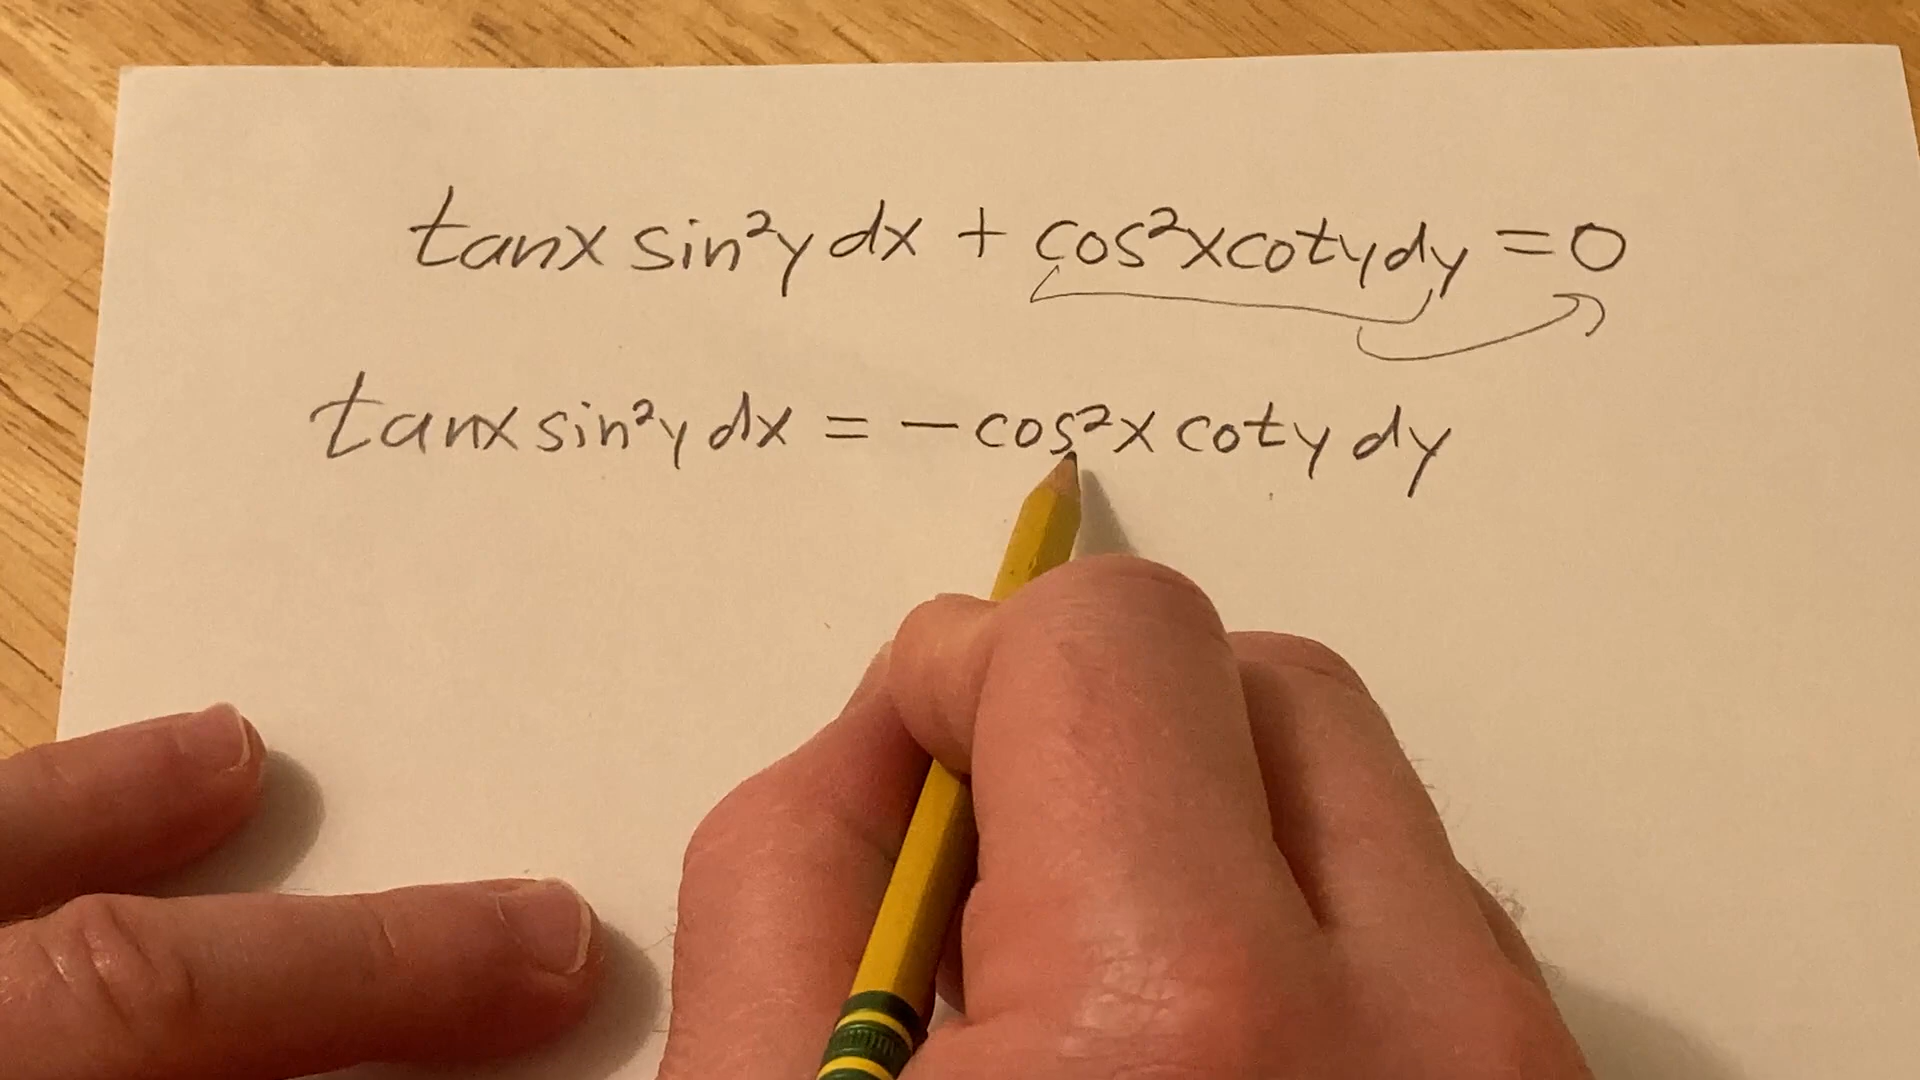 tanx sin²y dx + cos²x coty dy = 0
tanx sin²y dx = - cos²x coty dy